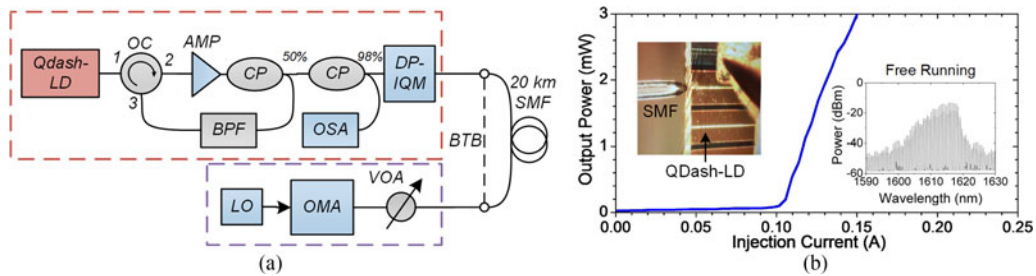 Qdash-
LD
OC
1
2
3
AMP
CP
50%
CP
98%
DP-
IQM
BPF
OSA
BTB
20 km
SMF
LO
OMA
VOA
(a)
Output Power (mW)
3
2
1
0
0.00
0.05
0.10
0.15
0.20
0.25
Injection Current (A)
SMF
QDash-LD
Free Running
Power (dBm)
0
-20
-40
-60
1590
1600
1610
1620
1630
Wavelength (nm)
(b)